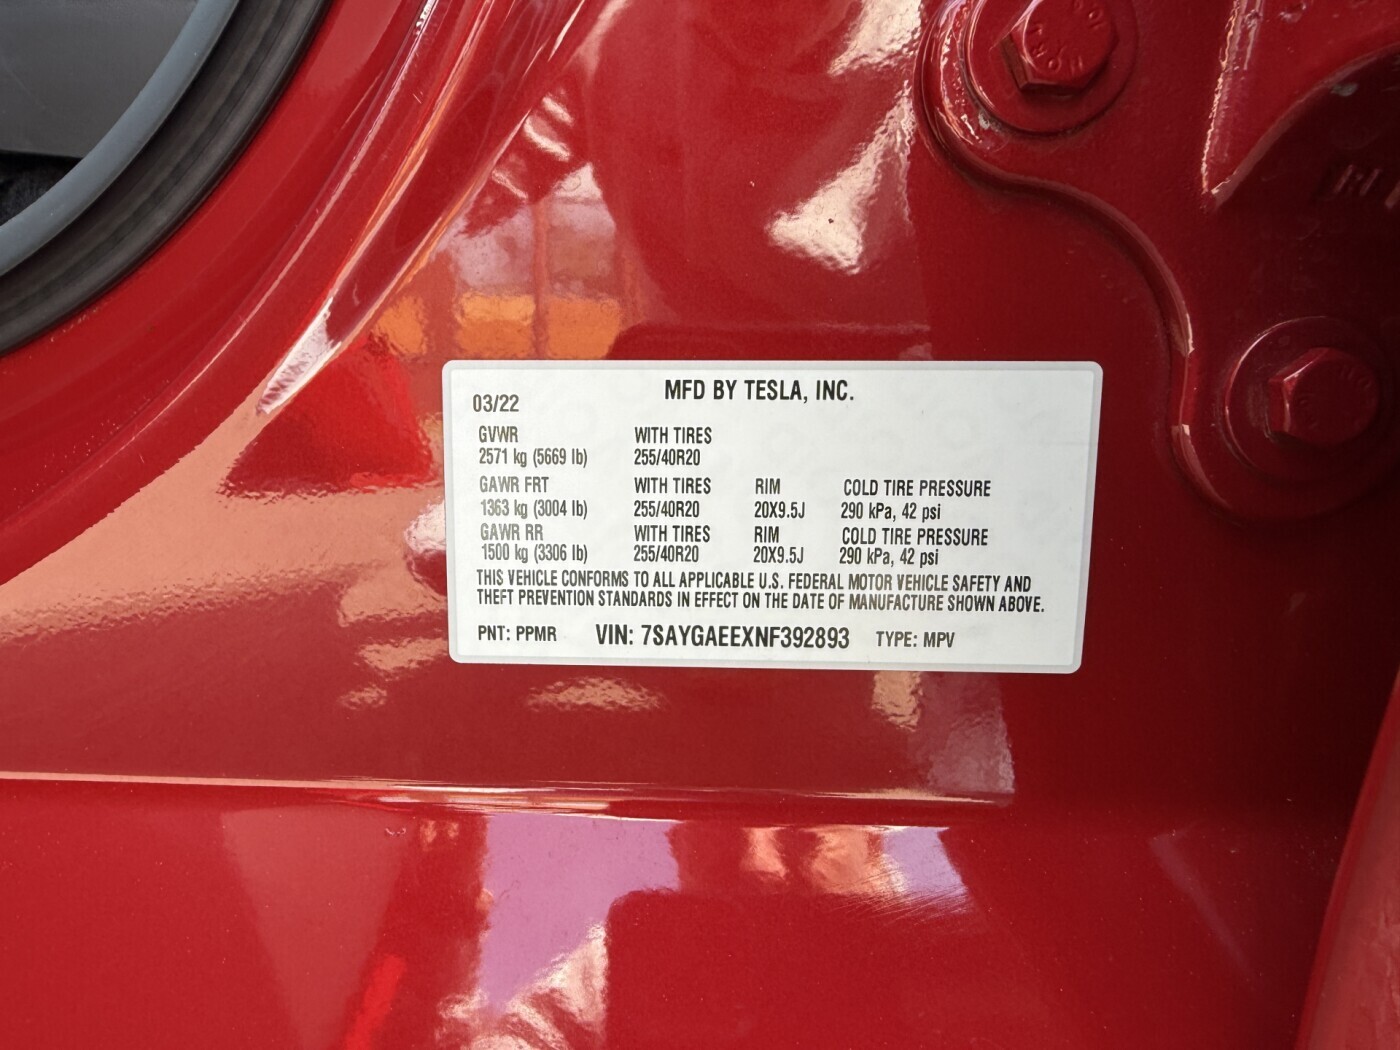 MFD BY TESLA, INC.
03/22
GVWR WITH TIRES
2571 kg (5669 lb) 255/40R20
GAWR FRT WITH TIRES RIM COLD TIRE PRESSURE
1363 kg (3004 lb) 255/40R20 20X9.5J 290 kPa, 42 psi
GAWR RR WITH TIRES RIM COLD TIRE PRESSURE
1500 kg (3306 lb) 255/40R20 20X9.5J 290 kPa, 42 psi
THIS VEHICLE CONFORMS TO ALL APPLICABLE U.S. FEDERAL MOTOR VEHICLE SAFETY AND
THEFT PREVENTION STANDARDS IN EFFECT ON THE DATE OF MANUFACTURE SHOWN ABOVE.
PNT: PPMR VIN: 7SAYGAEEXNF392893 TYPE: MPV